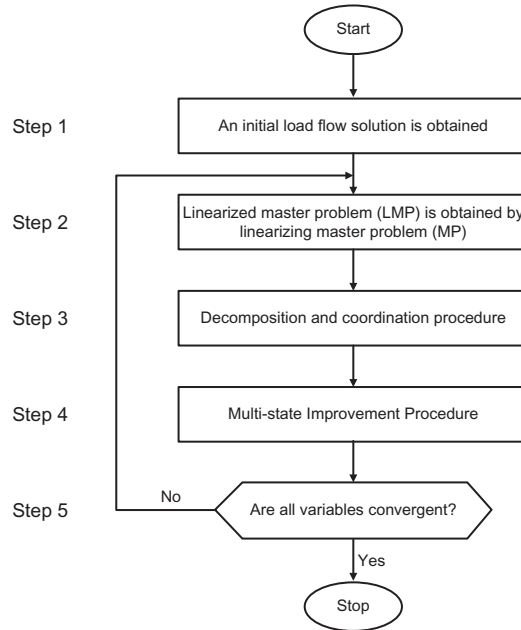 Start
Step 1
An initial load flow solution is obtained
Step 2
Linearized master problem (LMP) is obtained by
linearizing master problem (MP)
Step 3
Decomposition and coordination procedure
Step 4
Multi-state Improvement Procedure
Step 5
No
Are all variables convergent?
Yes
Stop